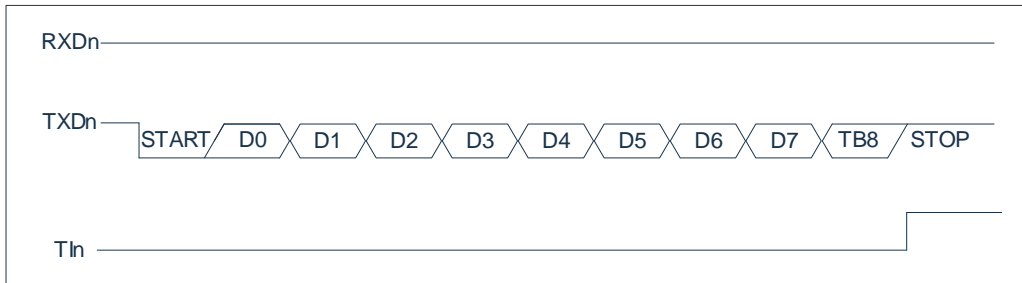 RXDn
TXDn
START D0 D1 D2 D3 D4 D5 D6 D7 TB8 STOP
TIn